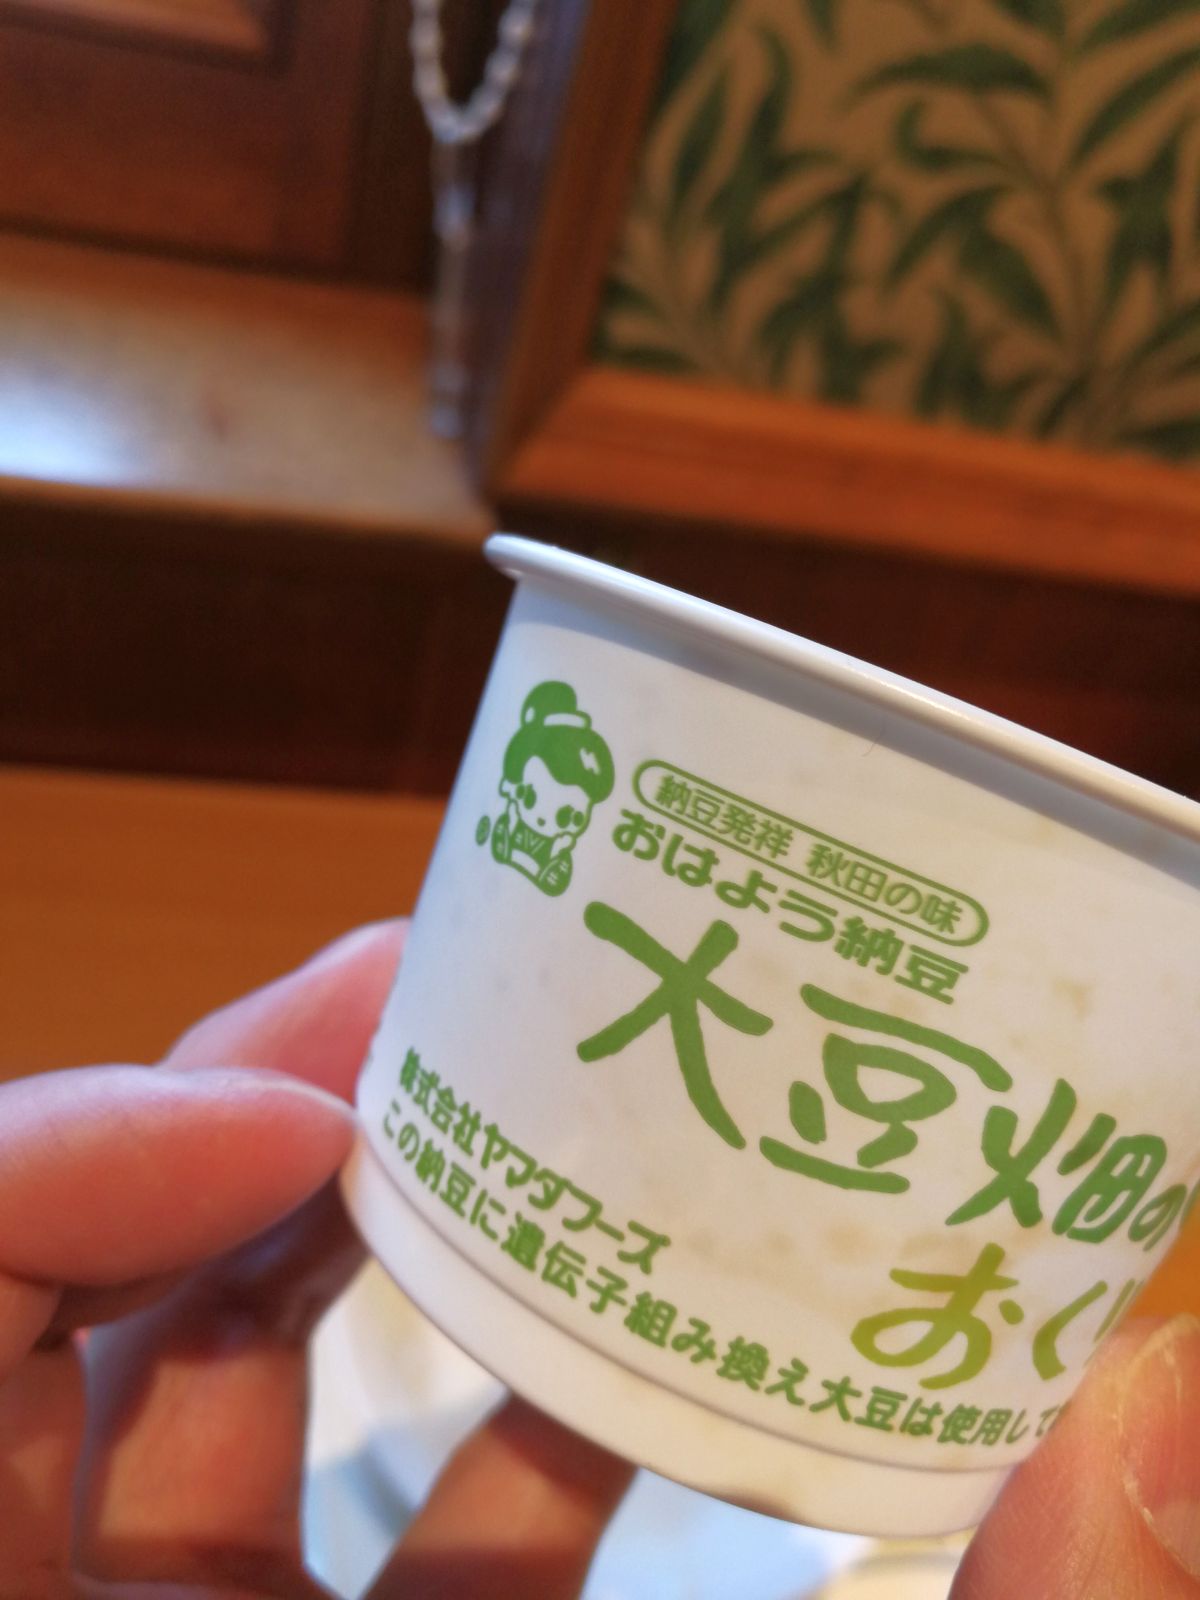 納豆発祥 秋田の味
おはよう納豆
大豆畑の
おくり
株式会社ヤマダフーズ
この納豆に遺伝子組み換え大豆は使用して